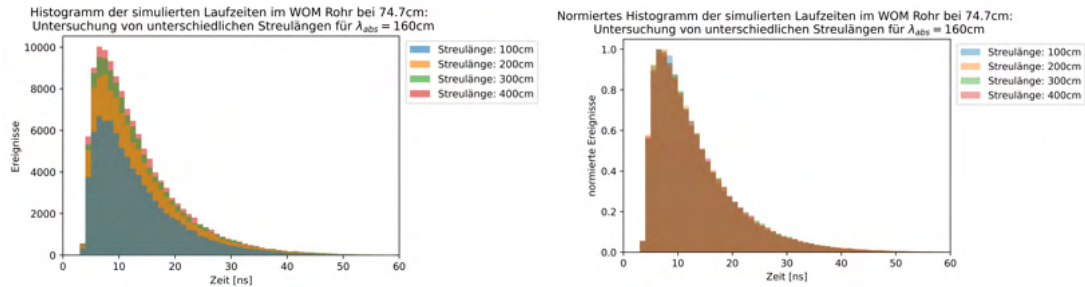 Histogramm der simulierten Laufzeiten im WOM Rohr bei 74.7cm:
Untersuchung von unterschiedlichen Streulängen für λabs = 160cm
10000
8000
6000
4000
2000
0
Ereignisse
Streulänge: 100cm
Streulänge: 200cm
Streulänge: 300cm
Streulänge: 400cm
0 10 20 30 40 50 60
Zeit [ns]
Normiertes Histogramm der simulierten Laufzeiten im WOM Rohr bei 74.7cm:
Untersuchung von unterschiedlichen Streulängen für λabs = 160cm
1.0
0.8
0.6
0.4
0.2
0.0
normierte Ereignisse
Streulänge: 100cm
Streulänge: 200cm
Streulänge: 300cm
Streulänge: 400cm
0 10 20 30 40 50 60
Zeit [ns]